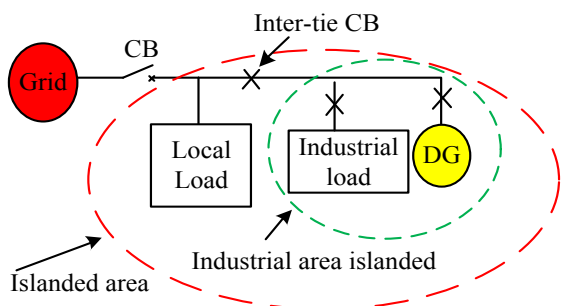 Inter-tie CB
CB
Grid
Local
Load
Industrial
load
DG
Industrial area islanded
Islanded area